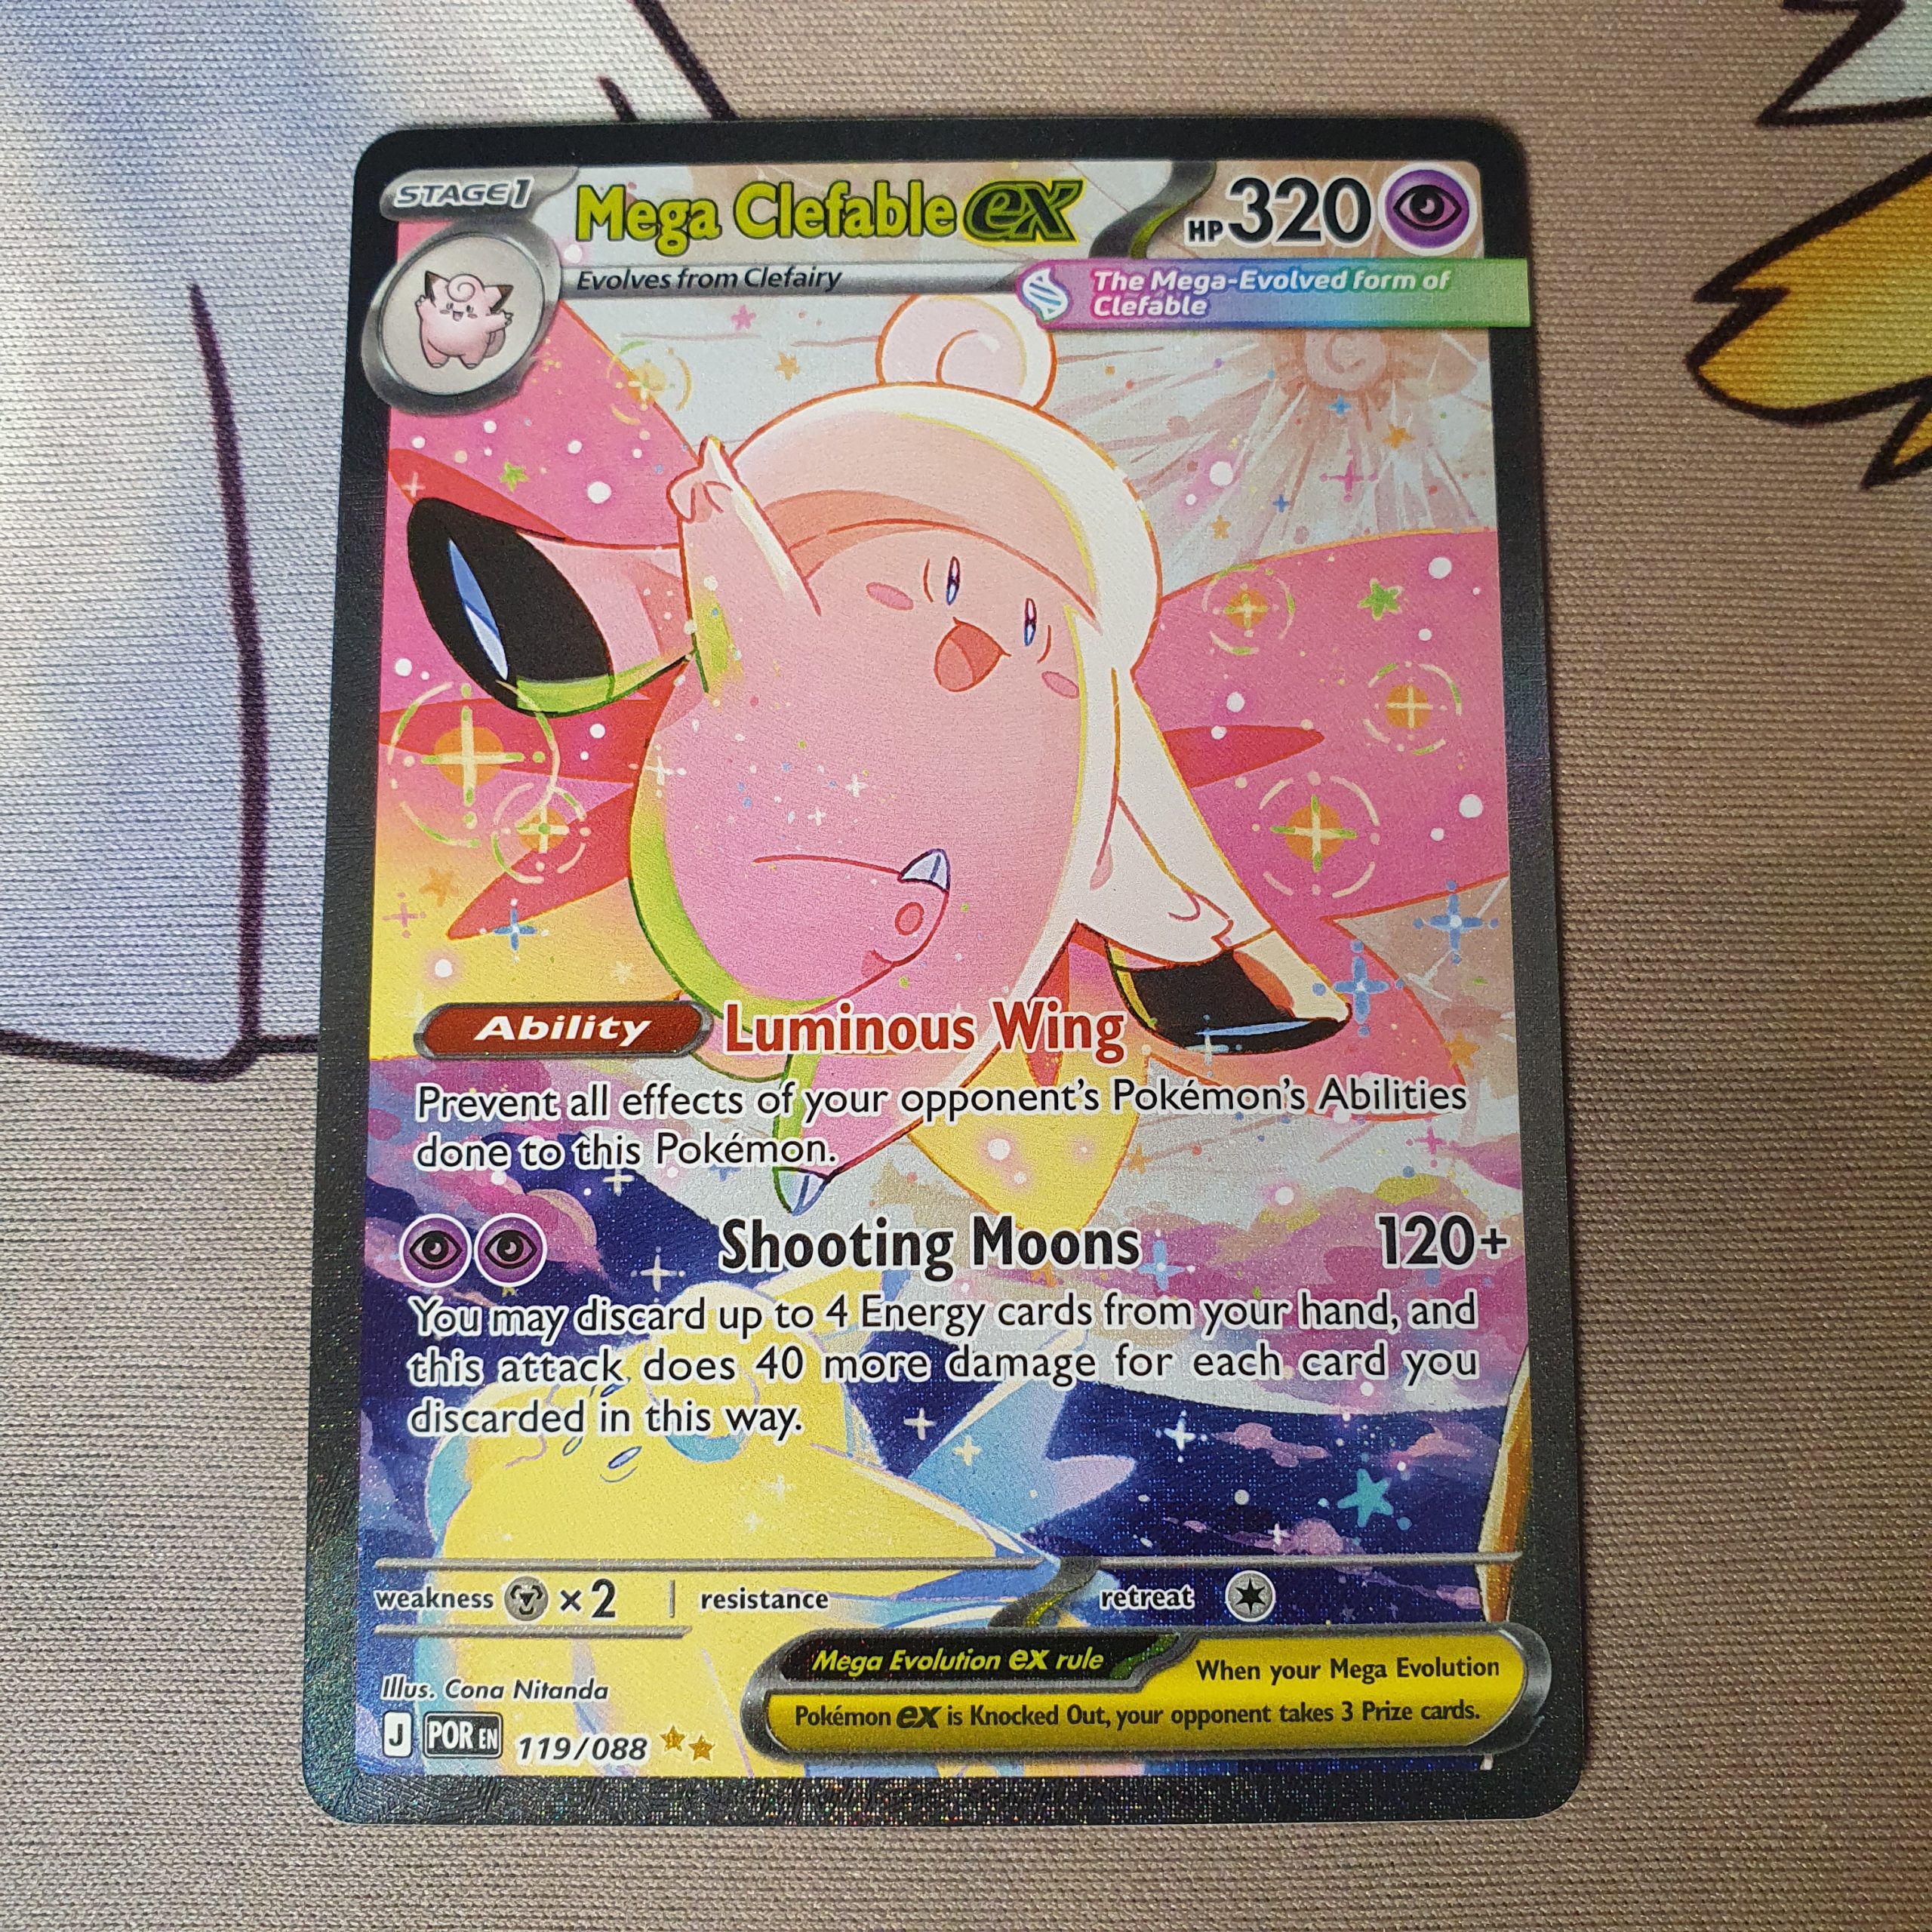 STAGE 1
Mega Clefable ex
HP 320
Evolves from Clefairy
The Mega-Evolved form of
Clefable
Ability Luminous Wing
Prevent all effects of your opponent's Pokémon's Abilities
done to this Pokémon.
Shooting Moons 120+
You may discard up to 4 Energy cards from your hand, and
this attack does 40 more damage for each card you
discarded in this way.
weakness ×2 resistance retreat
Mega Evolution ex rule When your Mega Evolution
Pokémon ex is Knocked Out, your opponent takes 3 Prize cards.
Illus. Cona Nitanda
J POR EN 119/088